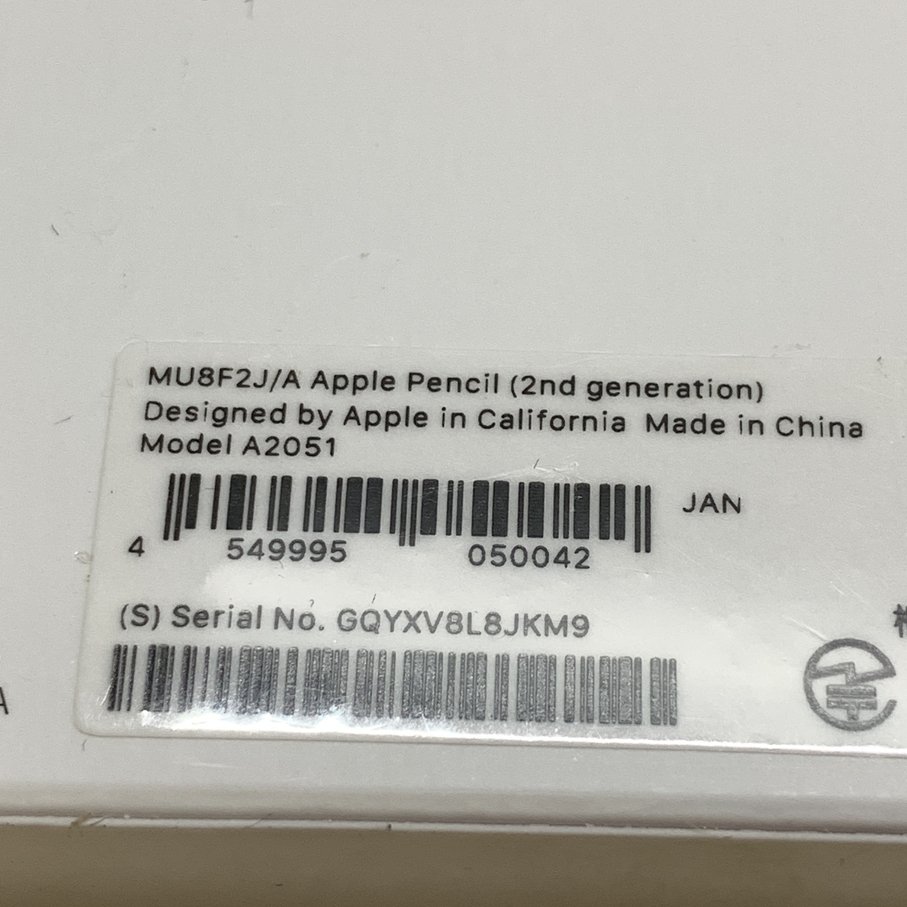 MU8F2J/A Apple Pencil (2nd generation)
Designed by Apple in California Made in China
Model A2051
JAN
4 549995 050042
(S) Serial No. GQYXV8L8JKM9
A